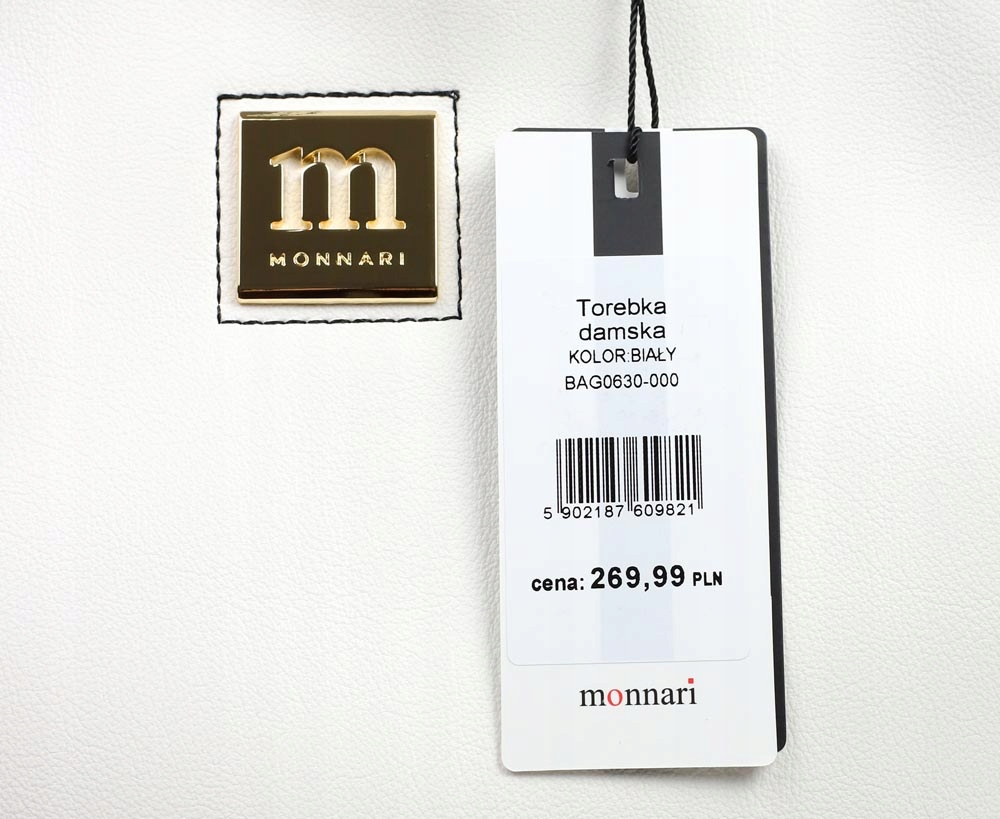 m
MONNARI
Torebka
damska
KOLOR:BIAŁY
BAG0630-000
5 902187 609821
cena: 269,99 PLN
monnari